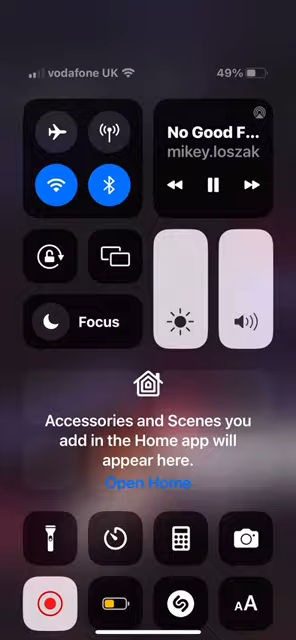 vodafone UK
49%
No Good F...
mikey.loszak
Focus
Accessories and Scenes you
add in the Home app will
appear here.
Open Home
AA